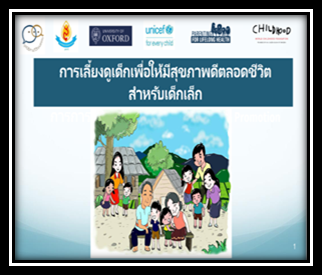 UNIVERSITY OF
OXFORD
unicef
for every child
PARENTING
FOR LIFELONG HEALTH
CHILDHOOD
การเลี้ยงดูเด็กเพื่อให้มีสุขภาพดีตลอดชีวิต
สำหรับเด็กเล็ก
1